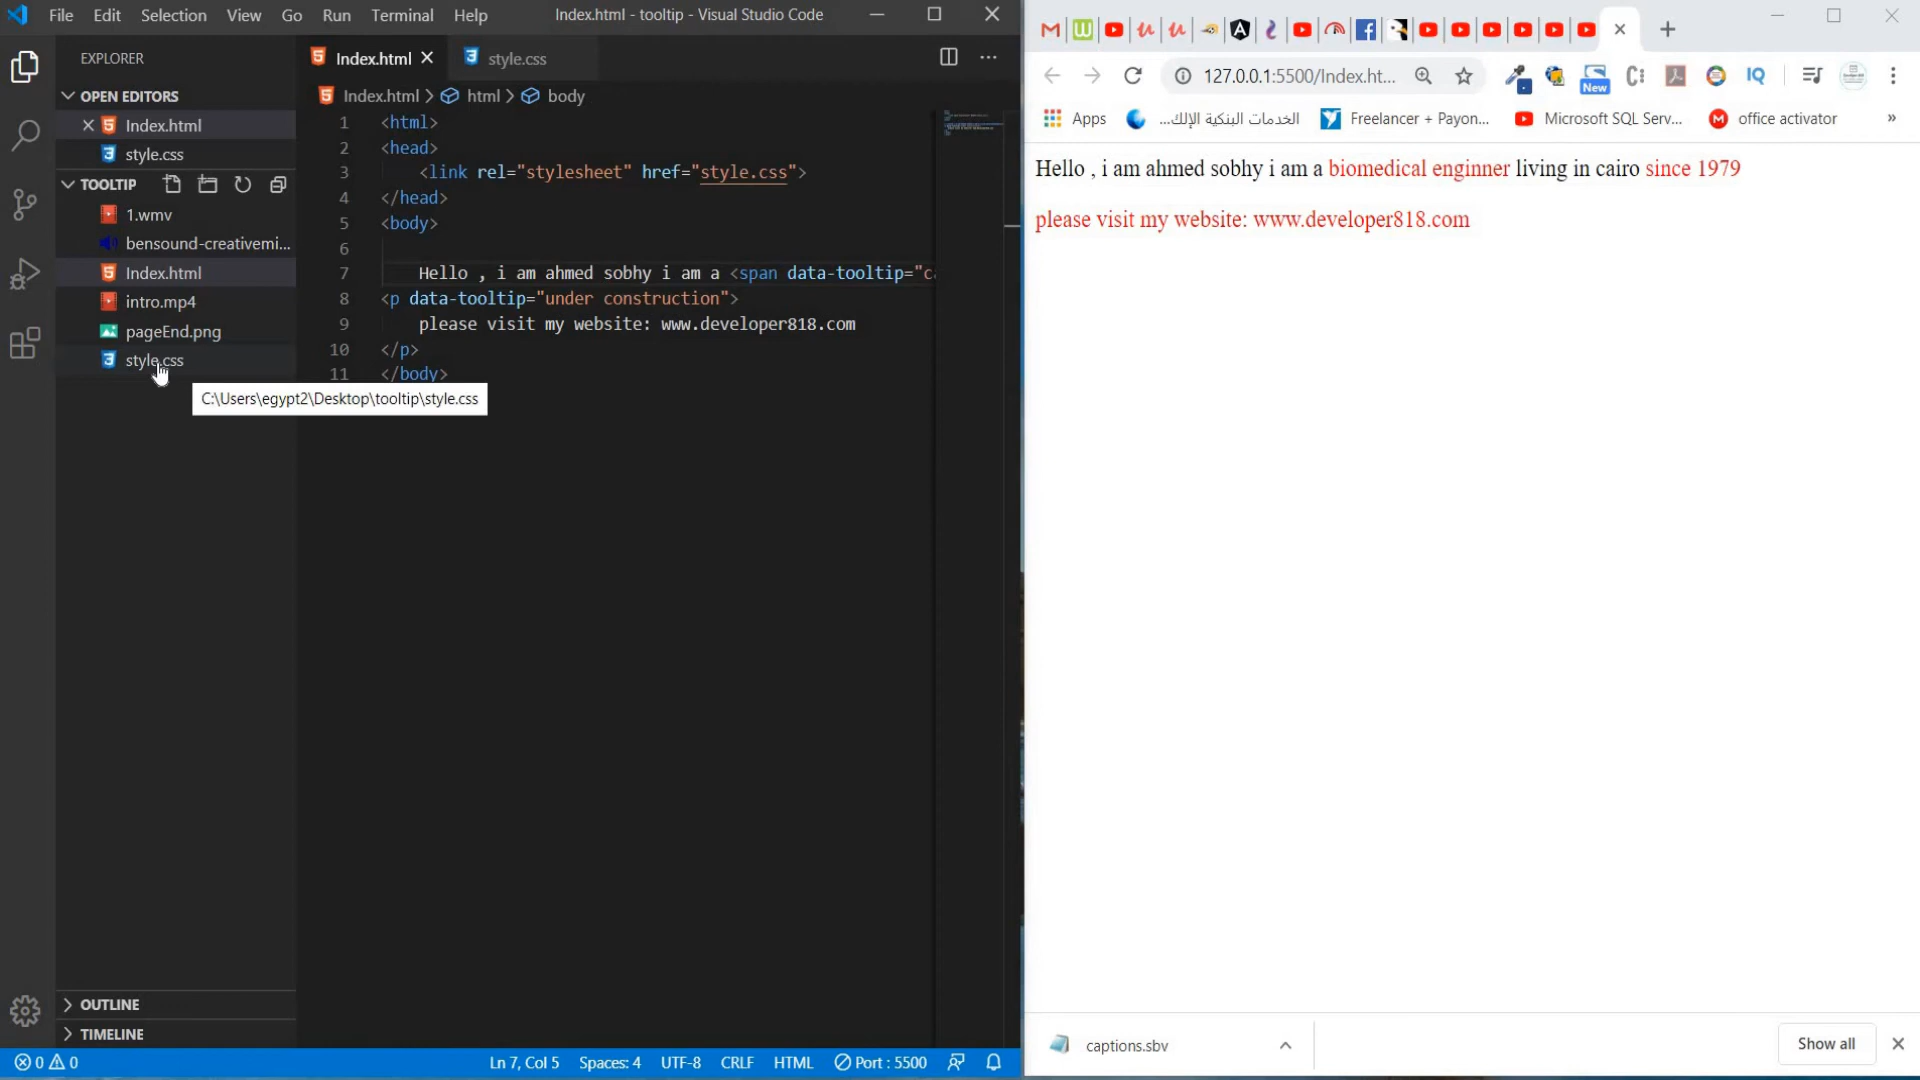 File Edit Selection View Go Run Terminal Help Index.html - tooltip - Visual Studio Code
EXPLORER
OPEN EDITORS
Index.html
style.css
TOOLTIP
1.wmv
bensound-creativemi...
Index.html
intro.mp4
pageEnd.png
style.css
C:\Users\egypt2\Desktop\tooltip\style.css
OUTLINE
TIMELINE
Index.html style.css
Index.html > html > body
1 <html>
2 <head>
3 <link rel="stylesheet" href="style.css">
4 </head>
5 <body>
6
7 Hello , i am ahmed sobhy i am a <span data-tooltip="ca
8 <p data-tooltip="under construction">
9 please visit my website: www.developer818.com
10 </p>
11 </body>
0 0 Ln 7, Col 5 Spaces: 4 UTF-8 CRLF HTML Port : 5500
127.0.0.1:5500/Index.ht... New IQ
Apps الخدمات البنكية الإلك... Freelancer + Payon... Microsoft SQL Serv... office activator »
Hello , i am ahmed sobhy i am a biomedical enginner living in cairo since 1979
please visit my website: www.developer818.com
captions.sbv Show all